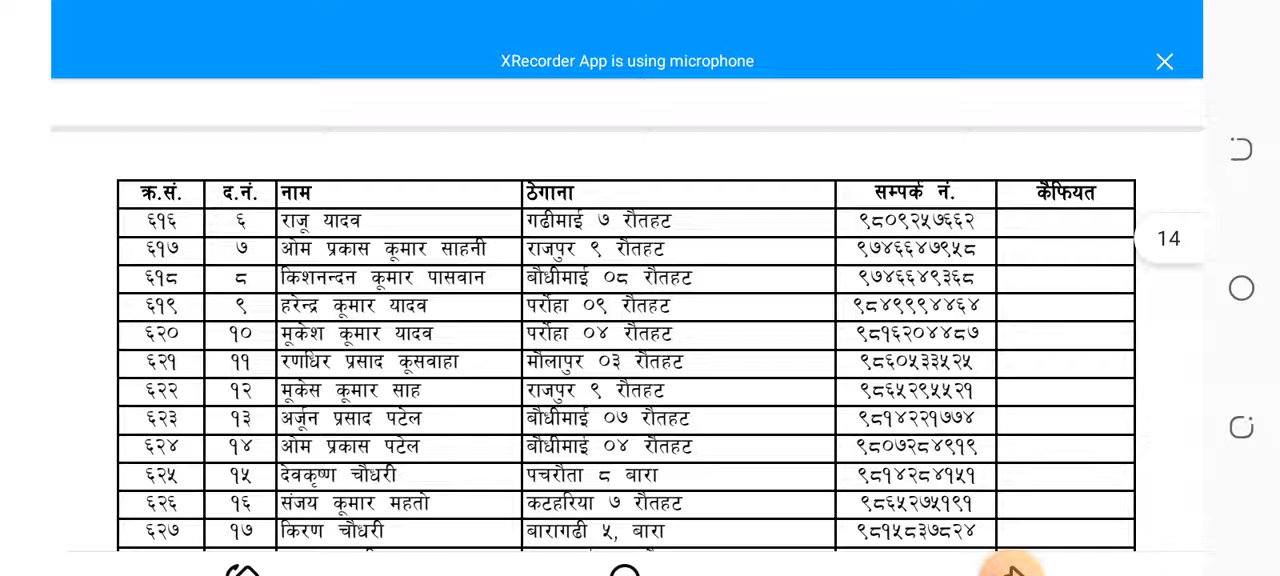 XRecorder App is using microphone
क्र.सं. द.नं. नाम ठेगाना सम्पर्क नं. कैफियत
६१६ ६ राजू यादव गढीमाई ७ रौतहट ९८०९२५७६६२
६१७ ७ ओम प्रकास कूमार साहनी राजपुर ९ रौतहट ९७४६६४७९५८
६१८ ८ किशनन्दन कूमार पासवान बौधीमाई ०८ रौतहट ९७४६६४९३६८
६१९ ९ हरेन्द्र कूमार यादव पर्रोहा ०९ रौतहट ९८४९९९४४६४
६२० १० मूकेश कूमार यादव पर्रोहा ०४ रौतहट ९८१६२०४४८७
६२१ ११ रणधिर प्रसाद कूसवाहा मौलापुर ०३ रौतहट ९८६०५३३५२५
६२२ १२ मूकेस कूमार साह राजपुर ९ रौतहट ९८६५२९५५२१
६२३ १३ अर्जून प्रसाद पटेल बौधीमाई ०७ रौतहट ९८१४२२१७७४
६२४ १४ ओम प्रकास पटेल बौधीमाई ०४ रौतहट ९८०७२८४९१९
६२५ १५ देवकृष्ण चौधरी पचरौता ८ बारा ९८१४२८४१५१
६२६ १६ संजय कूमार महतो कटहरिया ७ रौतहट ९८६५२७५१९१
६२७ १७ किरण चौधरी बारागढी ५, बारा ९८१५८३७८२४
14